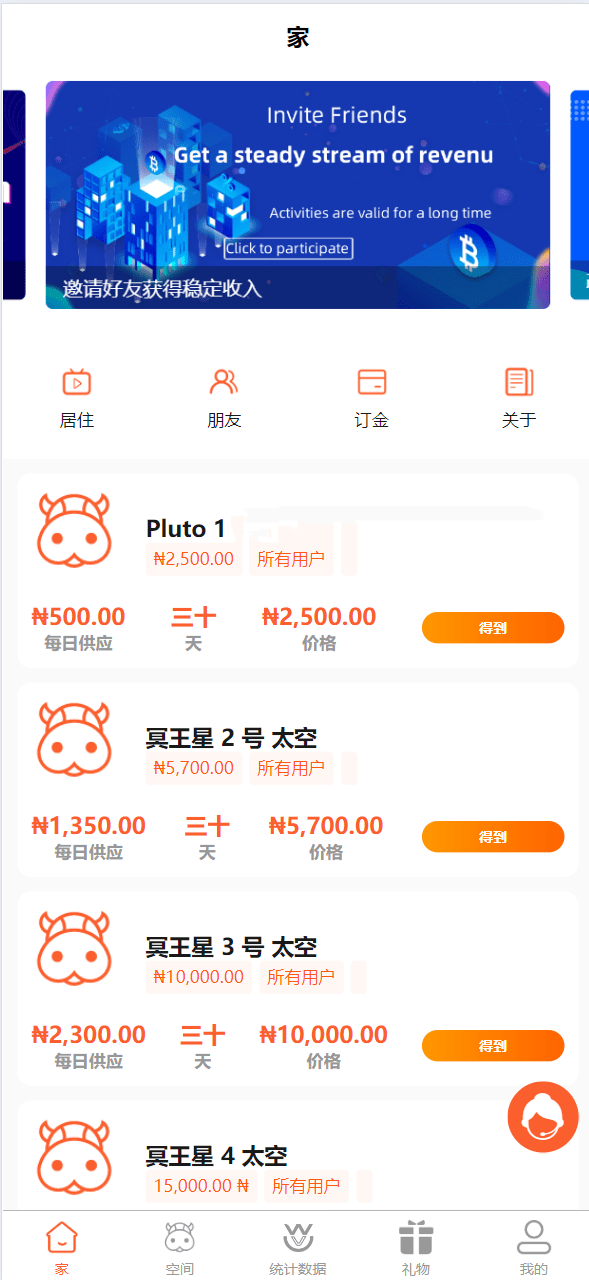 家
Invite Friends
Get a steady stream of revenu
Activities are valid for a long time
Click to participate
邀请好友获得稳定收入
居住 朋友 订金 关于
Pluto 1
₦2,500.00 所有用户
₦500.00 三十 ₦2,500.00
每日供应 天 价格
得到
冥王星 2 号 太空
₦5,700.00 所有用户
₦1,350.00 三十 ₦5,700.00
每日供应 天 价格
得到
冥王星 3 号 太空
₦10,000.00 所有用户
₦2,300.00 三十 ₦10,000.00
每日供应 天 价格
得到
冥王星 4 太空
15,000.00 ₦ 所有用户
家 空间 统计数据 礼物 我的